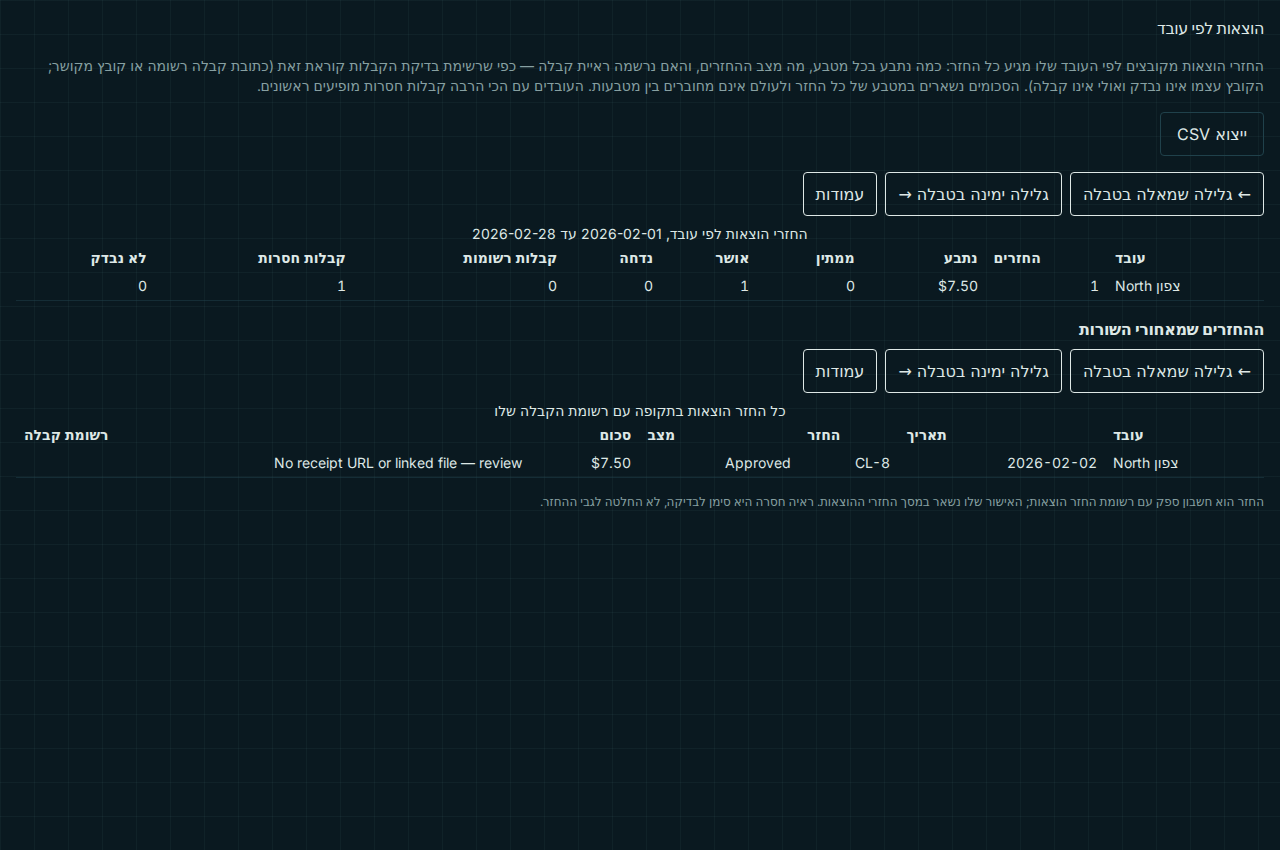 הוצאות לפי עובד
החזרי הוצאות מקובצים לפי העובד שלו מגיע כל החזר: כמה נתבע בכל מטבע, מה מצב ההחזרים, והאם נרשמה ראיית קבלה — כפי שרשימת בדיקת הקבלות קוראת זאת (כתובת קבלה רשומה או קובץ מקושר;
הקובץ עצמו אינו נבדק ואולי אינו קבלה). הסכומים נשארים במטבע של כל החזר ולעולם אינם מחוברים בין מטבעות. העובדים עם הכי הרבה קבלות חסרות מופיעים ראשונים.
ייצוא CSV
← גלילה שמאלה בטבלה גלילה ימינה בטבלה → עמודות
החזרי הוצאות לפי עובד, 2026-02-01 עד 2026-02-28
עובד החזרים נתבע ממתין אושר נדחה קבלות רשומות קבלות חסרות לא נבדק
צפון North 1 $7.50 0 1 0 0 1 0
ההחזרים שמאחורי השורות
← גלילה שמאלה בטבלה גלילה ימינה בטבלה → עמודות
כל החזר הוצאות בתקופה עם רשומת הקבלה שלו
עובד תאריך החזר מצב סכום רשומת קבלה
צפון North 2026-02-02 CL-8 Approved $7.50 No receipt URL or linked file — review
החזר הוא חשבון ספק עם רשומת החזר הוצאות; האישור שלו נשאר במסך החזרי ההוצאות. ראיה חסרה היא סימן לבדיקה, לא החלטה לגבי ההחזר.